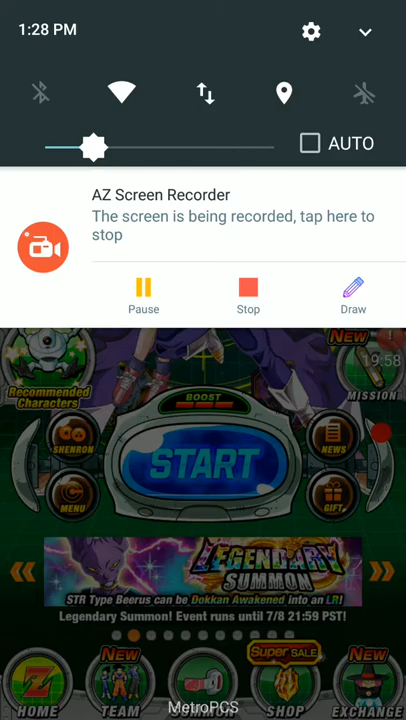 1:28 PM
AUTO
AZ Screen Recorder
The screen is being recorded, tap here to
stop
Pause
Stop
Draw
New
19:58
Recommended
Characters
BOOST
MISSION
SHENRON
START
NEWS
MENU
GIFT
LEGENDARY
SUMMON
STR Type Beerus can be Dokkan Awakened into an LR!
Legendary Summon! Event runs until 7/8 21:59 PST!
New
Super SALE
New
HOME
TEAM
SHOP
EXCHANGE
MetroPCS